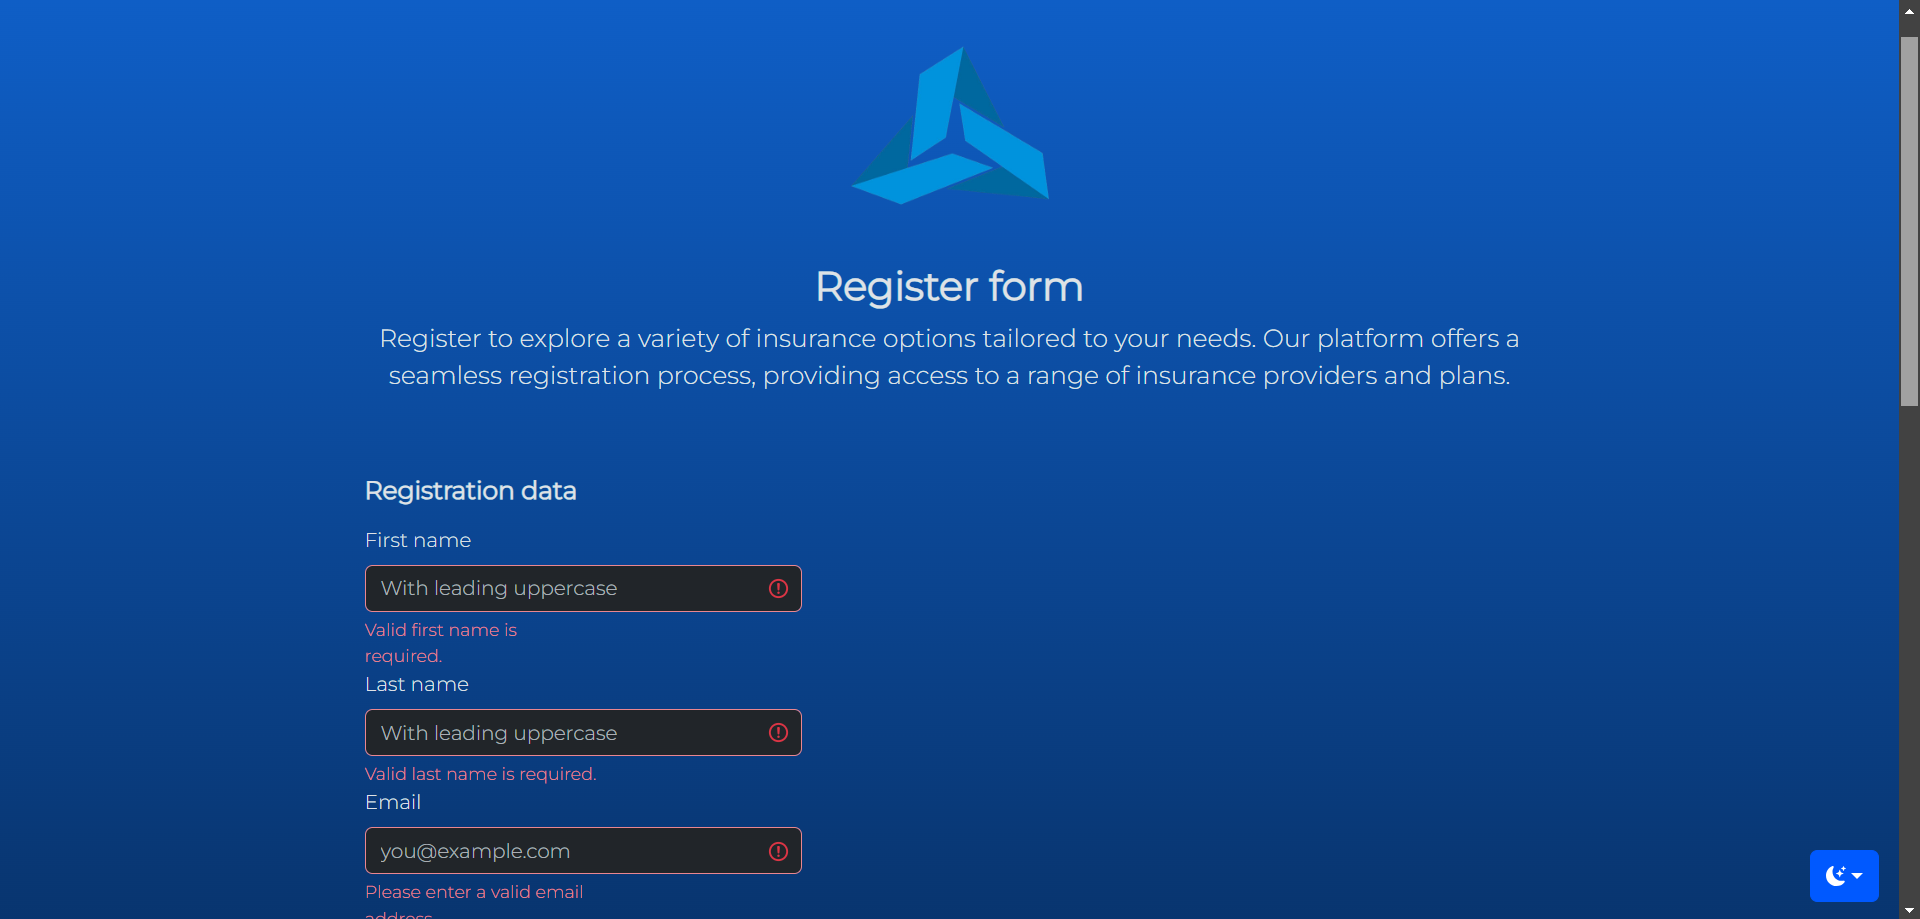 Register form
Register to explore a variety of insurance options tailored to your needs. Our platform offers a
seamless registration process, providing access to a range of insurance providers and plans.
Registration data
First name
With leading uppercase
Valid first name is
required.
Last name
With leading uppercase
Valid last name is required.
Email
you@example.com
Please enter a valid email
address